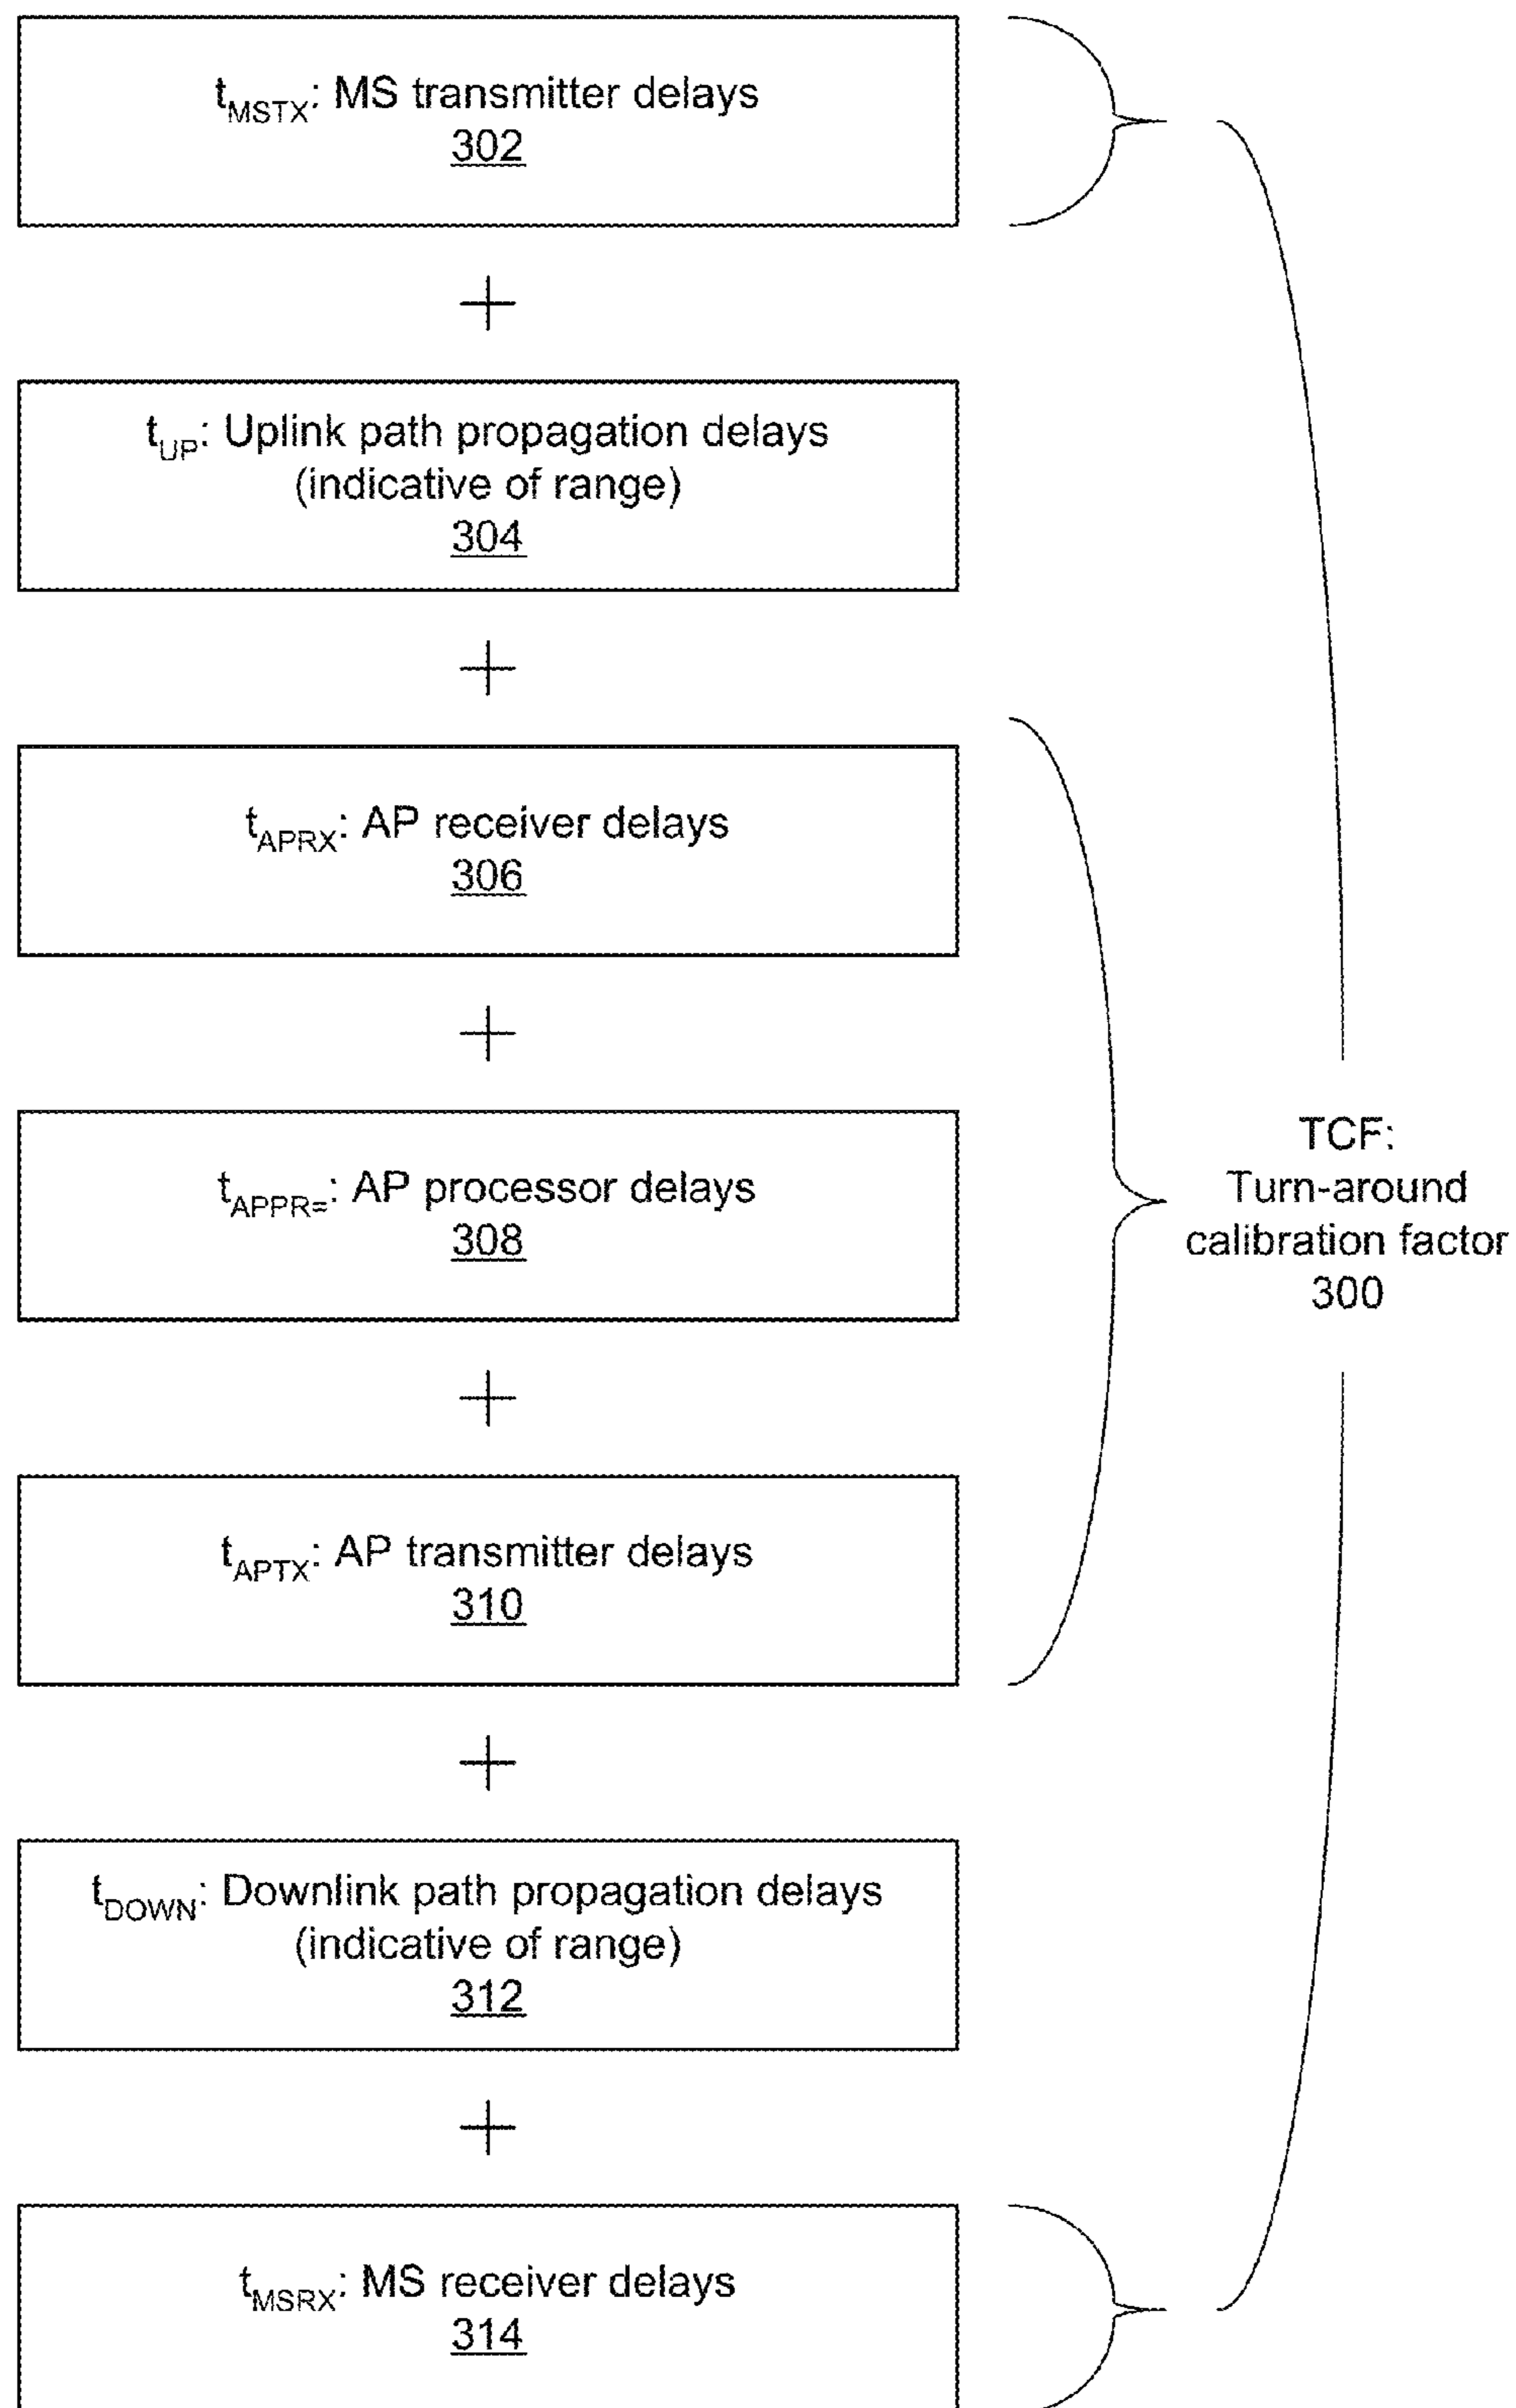 tMSTX: MS transmitter delays
302
+
tUP: Uplink path propagation delays
(indicative of range)
304
+
tAPRX: AP receiver delays
306
+
tAPPR=: AP processor delays
308
+
tAPTX: AP transmitter delays
310
+
tDOWN: Downlink path propagation delays
(indicative of range)
312
+
tMSRX: MS receiver delays
314
TCF:
Turn-around
calibration factor
300